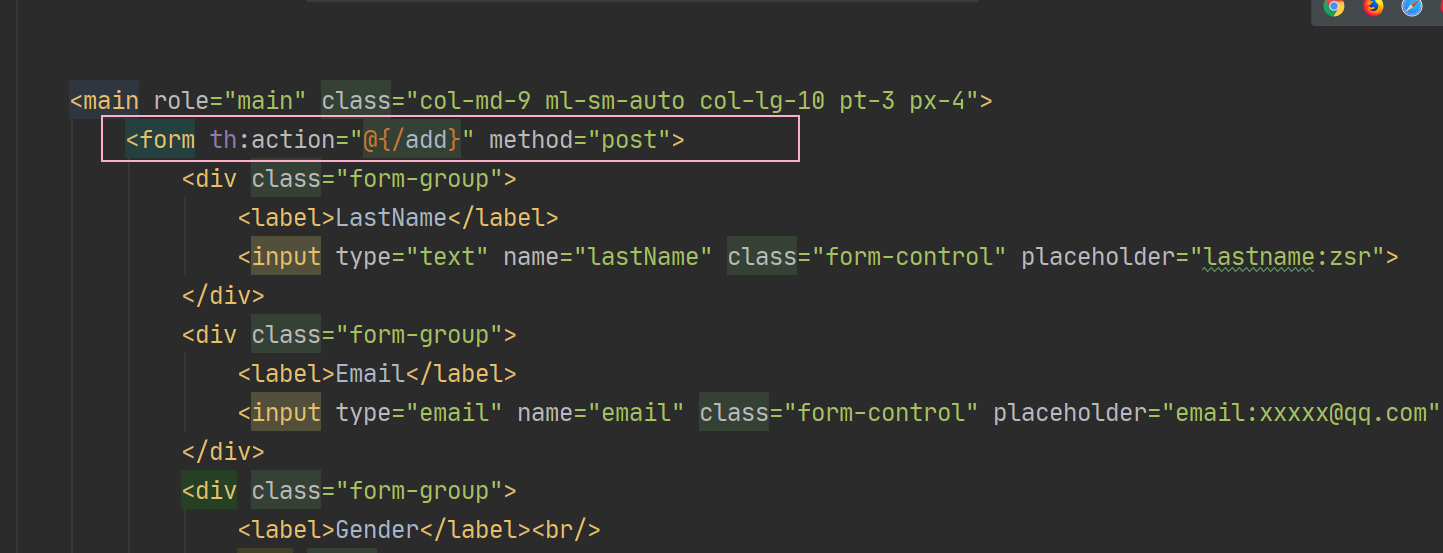 <main role="main" class="col-md-9 ml-sm-auto col-lg-10 pt-3 px-4">
<form th:action="@{/add}" method="post">
<div class="form-group">
<label>LastName</label>
<input type="text" name="lastName" class="form-control" placeholder="lastname:zsr">
</div>
<div class="form-group">
<label>Email</label>
<input type="email" name="email" class="form-control" placeholder="email:xxxxx@qq.com"
</div>
<div class="form-group">
<label>Gender</label><br/>